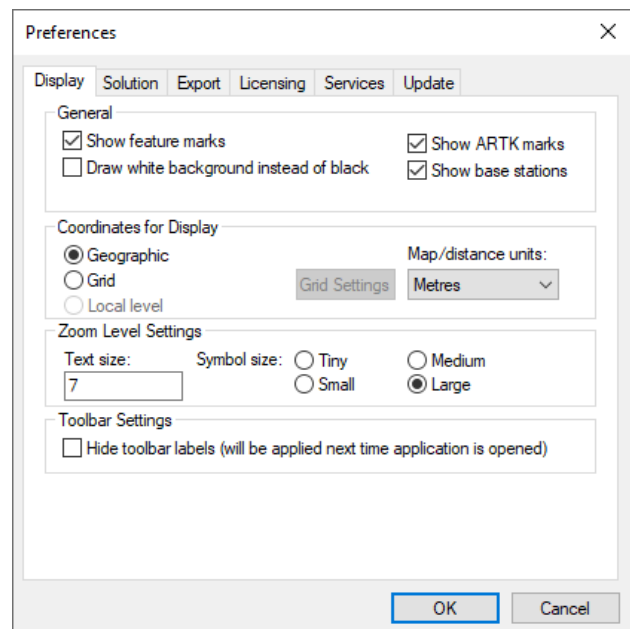 Preferences
Display Solution Export Licensing Services Update
General
Show feature marks
Show ARTK marks
Draw white background instead of black
Show base stations
Coordinates for Display
Geographic
Map/distance units:
Grid
Grid Settings
Metres
Local level
Zoom Level Settings
Text size:
Symbol size:
Tiny
Medium
7
Small
Large
Toolbar Settings
Hide toolbar labels (will be applied next time application is opened)
OK
Cancel